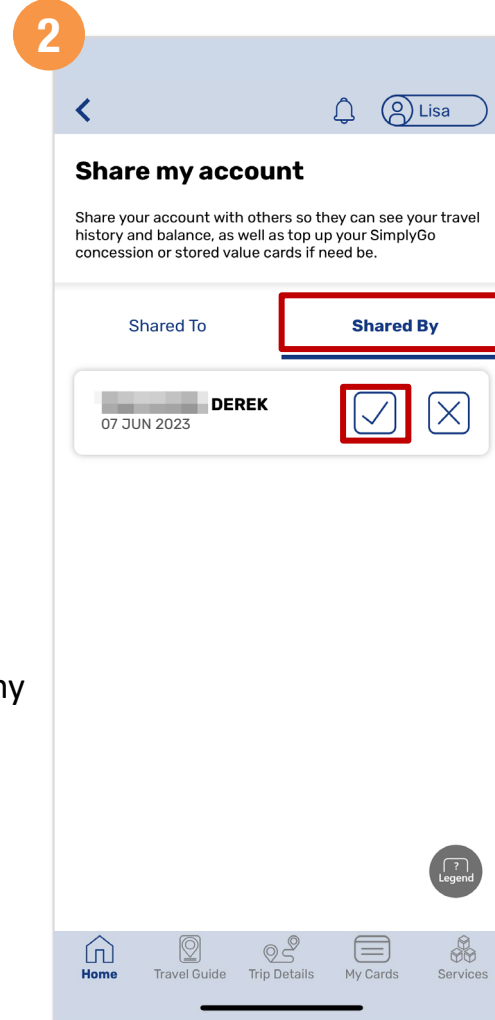 2
Lisa
Share my account
Share your account with others so they can see your travel
history and balance, as well as top up your SimplyGo
concession or stored value cards if need be.
Shared To
Shared By
DEREK
07 JUN 2023
?
Legend
Home
Travel Guide
Trip Details
My Cards
Services